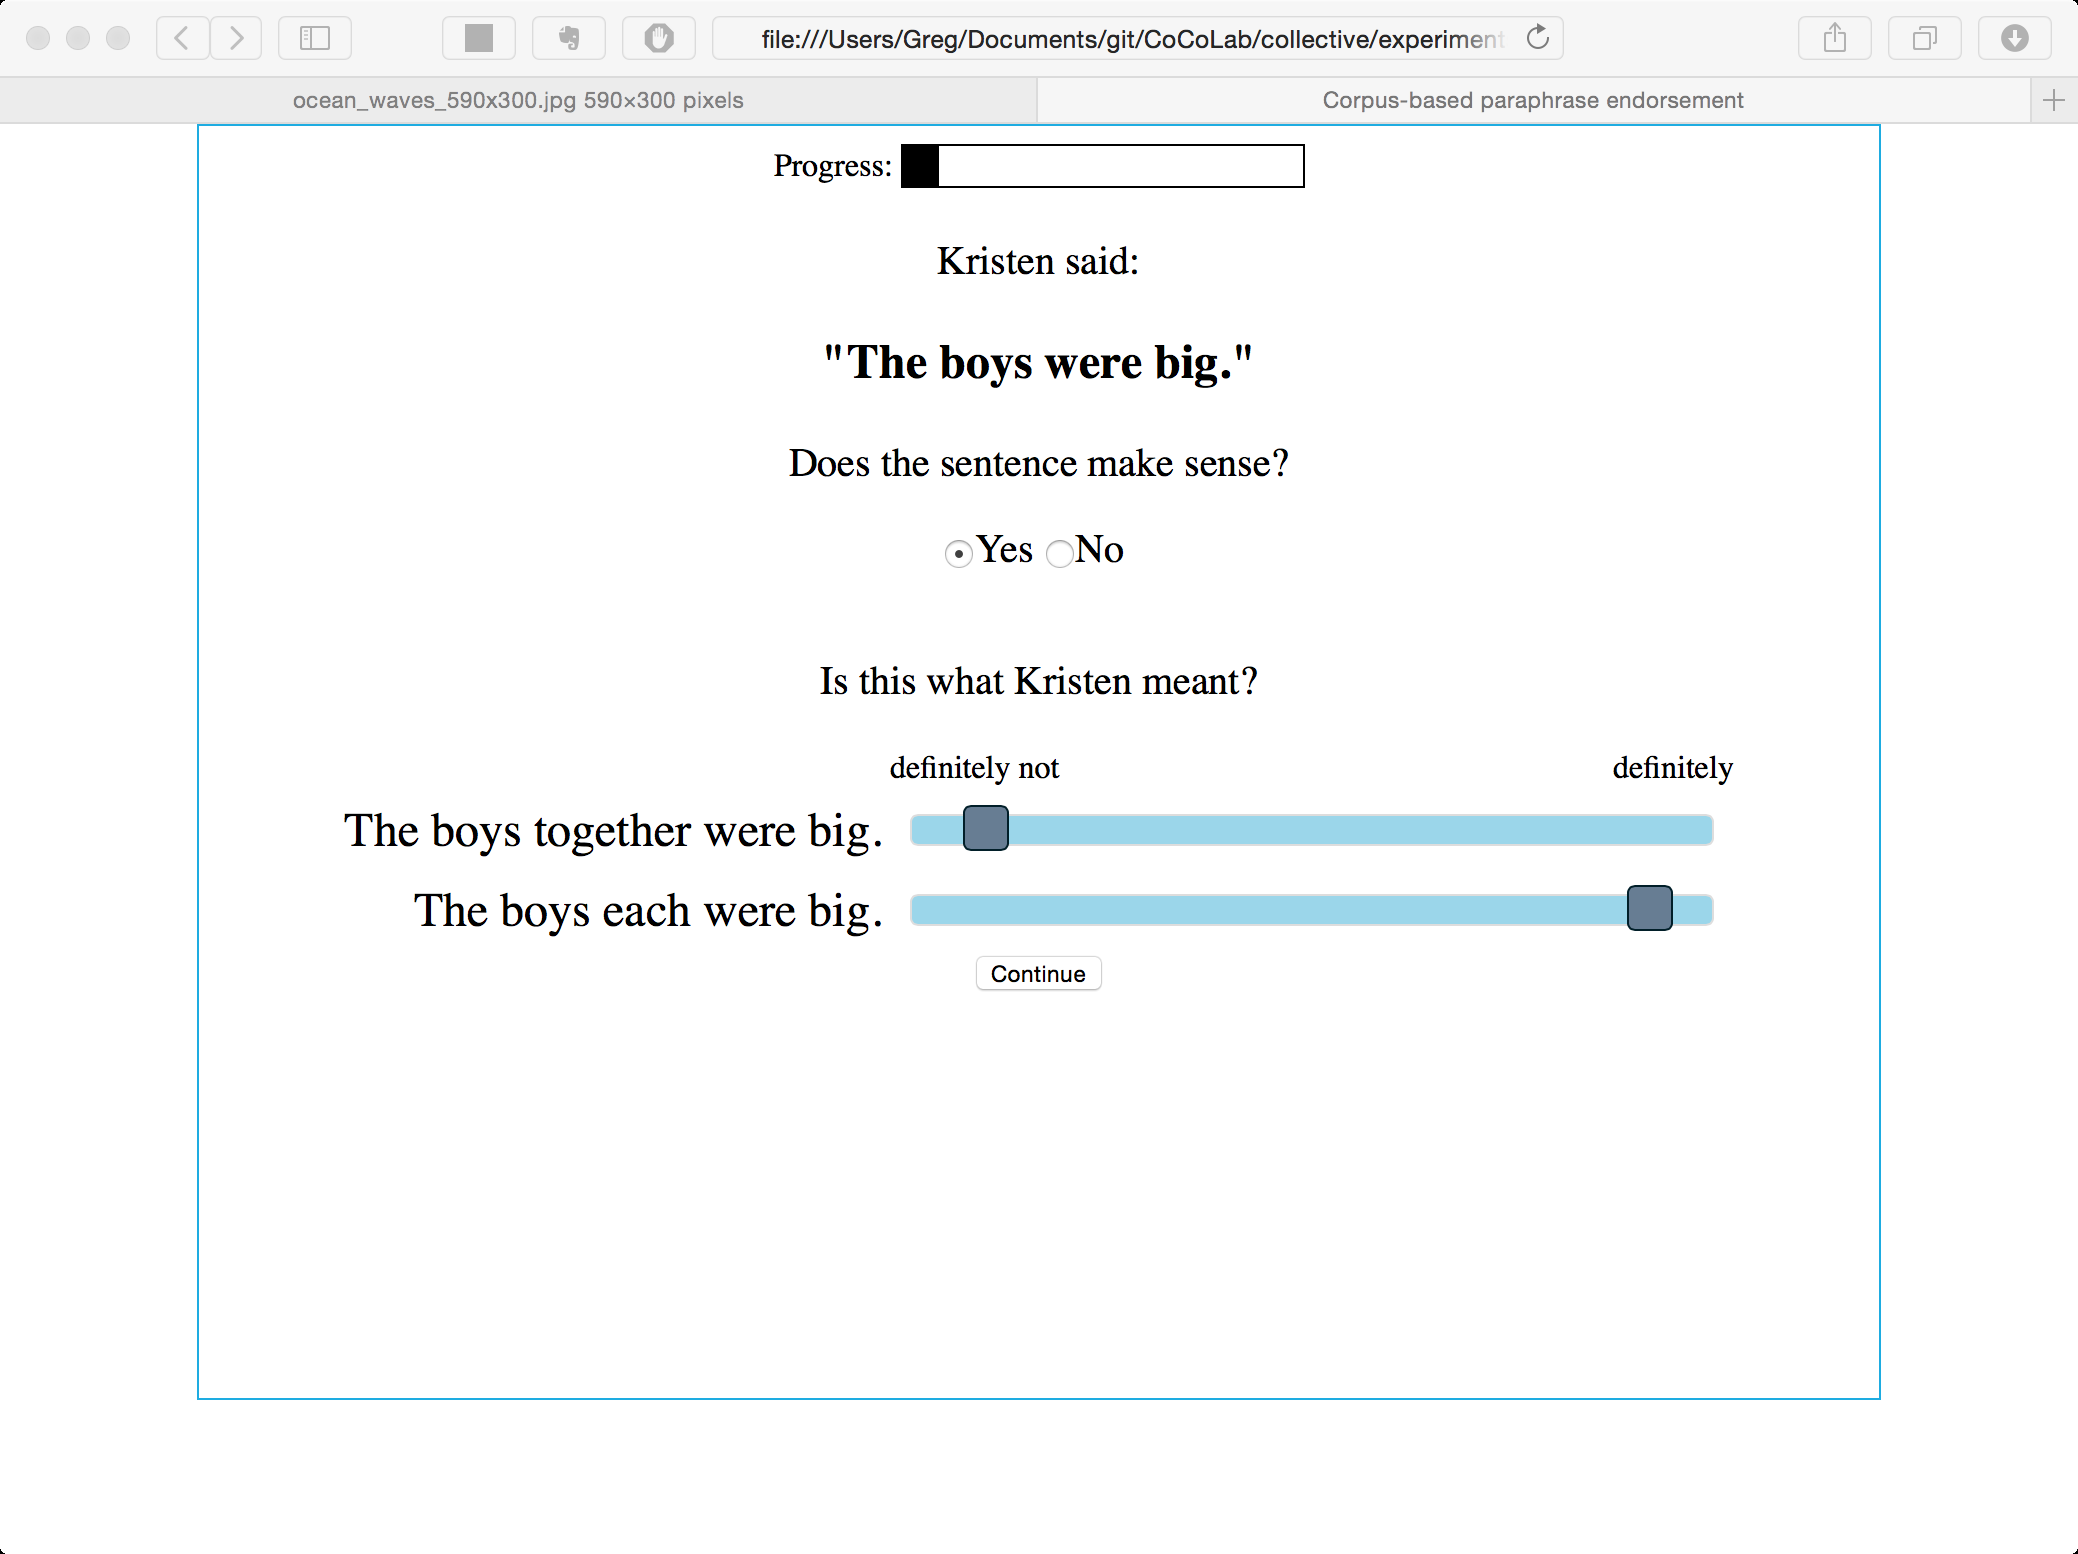 file:///Users/Greg/Documents/git/CoCoLab/collective/experiment
ocean_waves_590x300.jpg 590×300 pixels
Corpus-based paraphrase endorsement
Progress:
Kristen said:
"The boys were big."
Does the sentence make sense?
Yes No
Is this what Kristen meant?
definitely not definitely
The boys together were big.
The boys each were big.
Continue